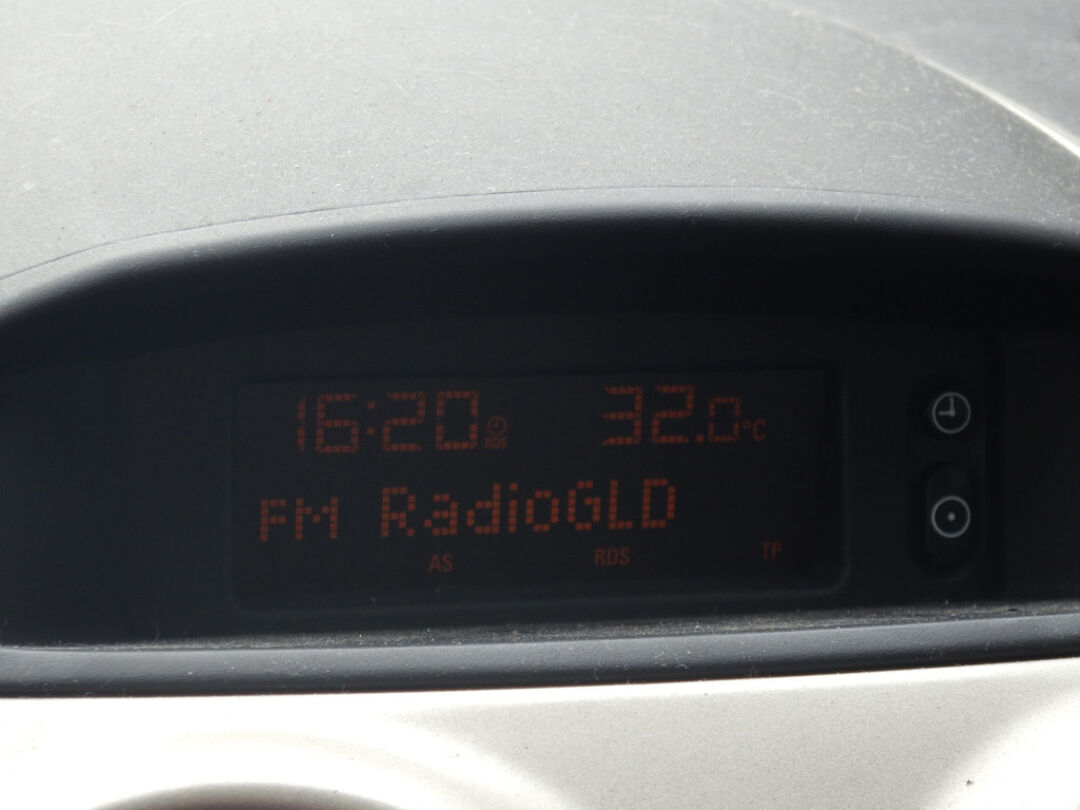 16:20 RDS 32.0°C
FM RadioGLD
AS RDS TP